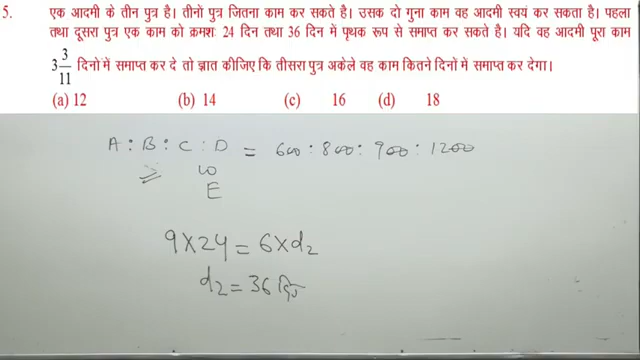 5. एक आदमी के तीन पुत्र है। तीनो पुत्र जितना काम कर सकते है। उसक दो गुना काम वह आदमी स्वयं कर सकता है। पहला
तथा दूसरा पुत्र एक काम को क्रमशः 24 दिन तथा 36 दिन में पृथक रूप से समाप्त कर सकते है। यदि वह आदमी पूरा काम
3 3/11 दिनों में समाप्त कर दे तो ज्ञात कीजिए कि तीसरा पुत्र अकेले वह काम कितने दिनों में समाप्त कर देगा।
(a) 12 (b) 14 (c) 16 (d) 18
A : B : C : D = 600 : 800 : 900 : 1200
E
9 X 24 = 6 X d2
d2 = 36 दिन